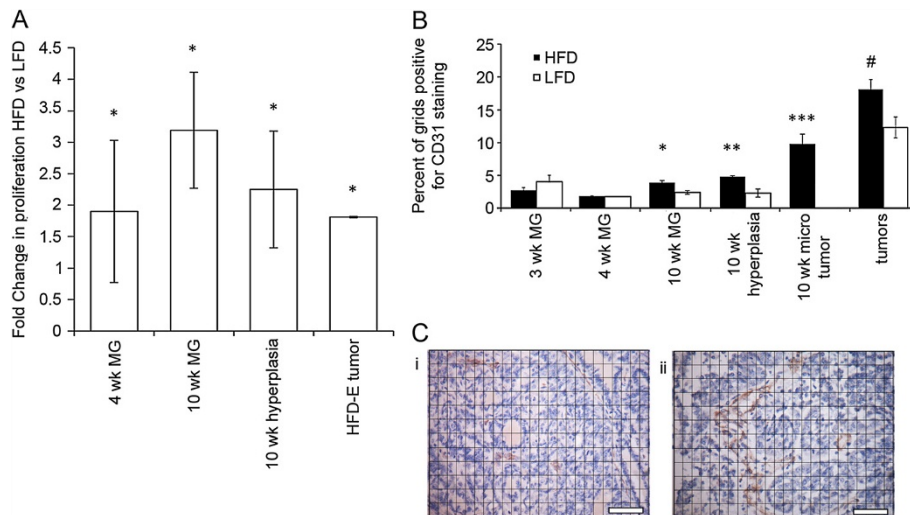 A
Fold Change in proliferation HFD vs LFD
4.5
4
3.5
3
2.5
2
1.5
1
0.5
0
*
*
*
*
4 wk MG
10 wk MG
10 wk hyperplasia
HFD-E tumor
B
Percent of grids positive
for CD31 staining
25
20
15
10
5
0
HFD
LFD
*
**
***
#
3 wk MG
4 wk MG
10 wk MG
10 wk
hyperplasia
10 wk micro
tumor
tumors
C
i
ii